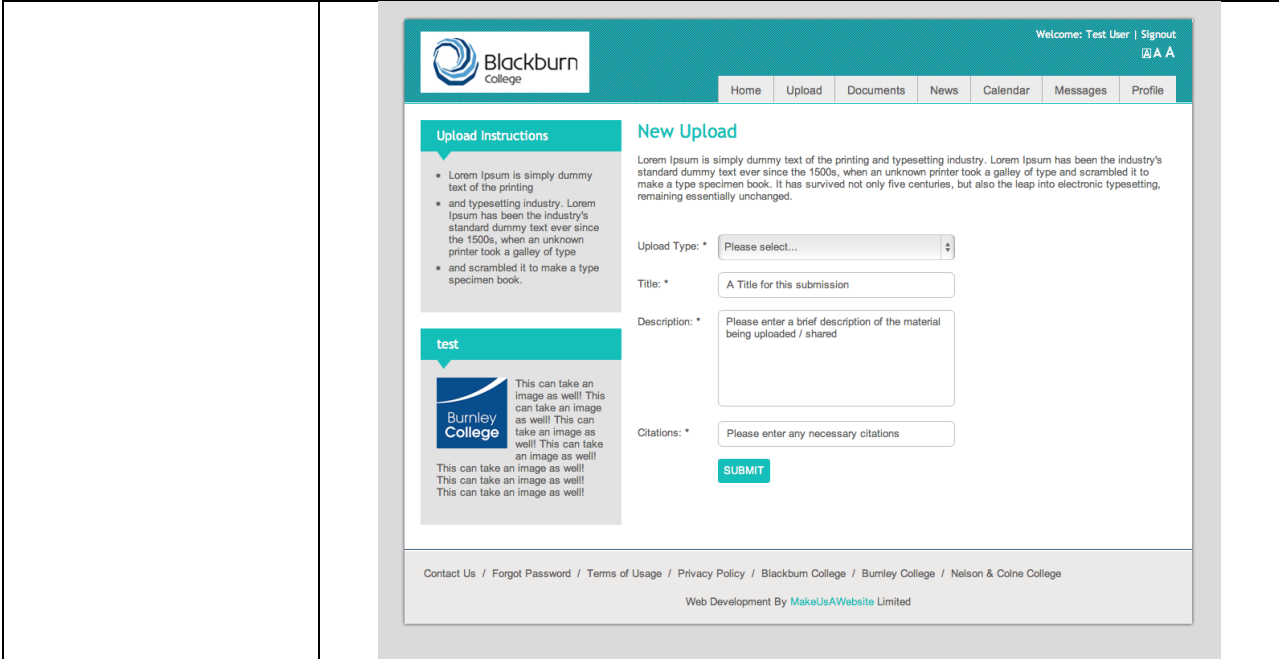 Welcome: Test User | Signout
A A A
Blackburn
College
Home Upload Documents News Calendar Messages Profile
Upload Instructions
• Lorem Ipsum is simply dummy
text of the printing
• and typesetting industry. Lorem
Ipsum has been the industry's
standard dummy text ever since
the 1500s, when an unknown
printer took a galley of type
• and scrambled it to make a type
specimen book.
test
Burnley
College
This can take an
image as well! This
can take an image
as well! This can
take an image as
well! This can take
an image as well!
This can take an image as well!
This can take an image as well!
This can take an image as well!
New Upload
Lorem Ipsum is simply dummy text of the printing and typesetting industry. Lorem Ipsum has been the industry's
standard dummy text ever since the 1500s, when an unknown printer took a galley of type and scrambled it to
make a type specimen book. It has survived not only five centuries, but also the leap into electronic typesetting,
remaining essentially unchanged.
Upload Type: * Please select...
Title: * A Title for this submission
Description: * Please enter a brief description of the material
being uploaded / shared
Citations: * Please enter any necessary citations
SUBMIT
Contact Us / Forgot Password / Terms of Usage / Privacy Policy / Blackburn College / Burnley College / Nelson & Colne College
Web Development By MakeUsAWebsite Limited